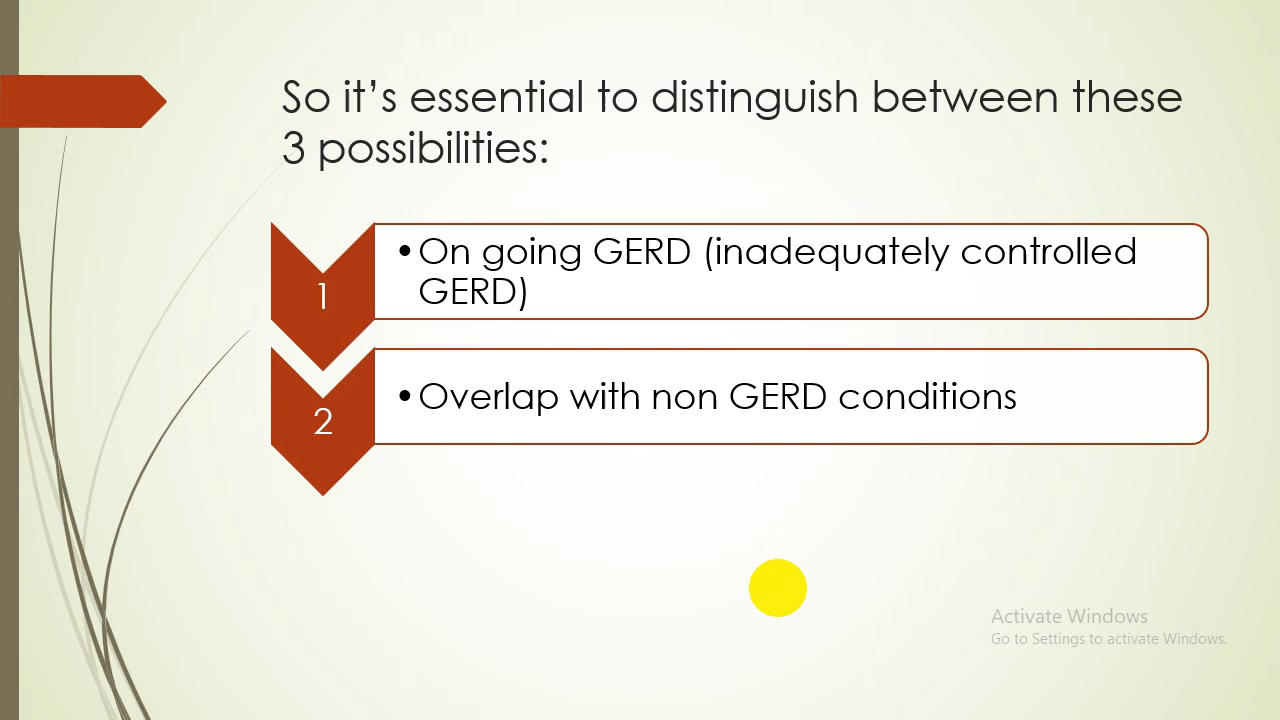 So it’s essential to distinguish between these
3 possibilities:
1
•On going GERD (inadequately controlled
GERD)
2
•Overlap with non GERD conditions
Activate Windows
Go to Settings to activate Windows.